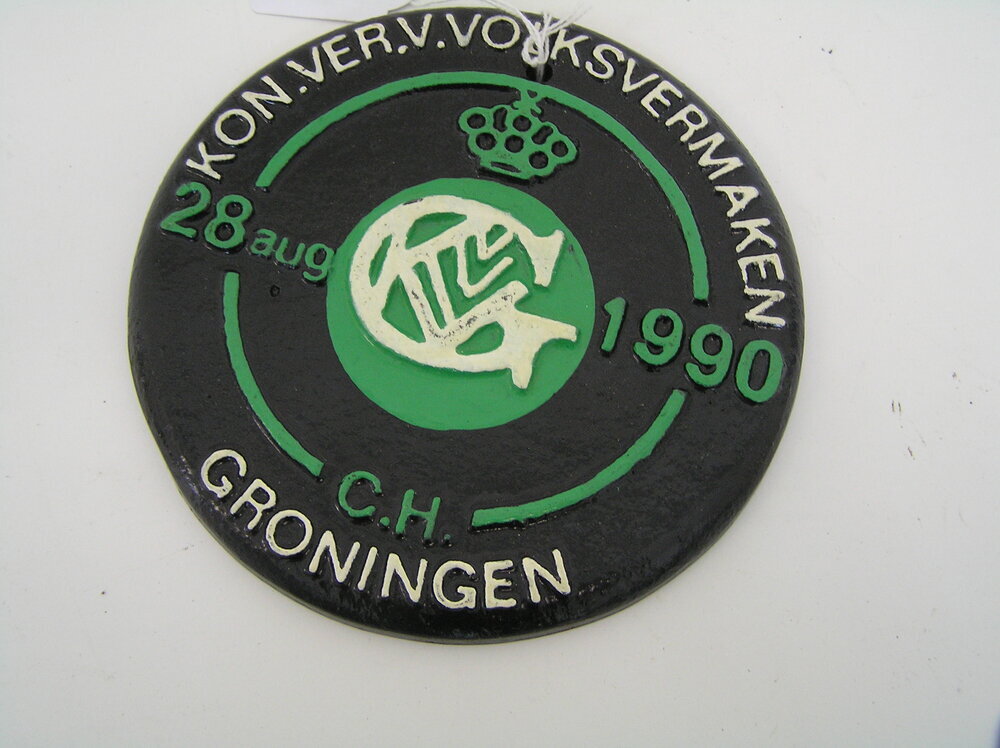 KON.VER.V.VOLKSVERMAKEN
28 aug 1990
C.H.
GRONINGEN